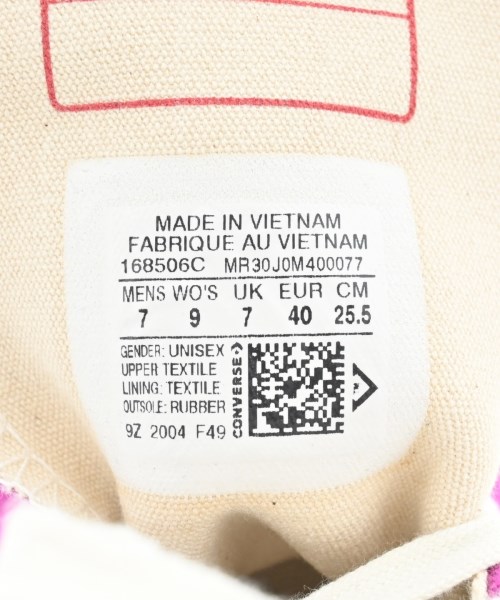 MADE IN VIETNAM
FABRIQUE AU VIETNAM
168506C MR30J0M400077
MENS WO'S UK EUR CM
7 9 7 40 25.5
GENDER: UNISEX
UPPER TEXTILE
LINING: TEXTILE
OUTSOLE: RUBBER
9Z 2004 F49
CONVERSE